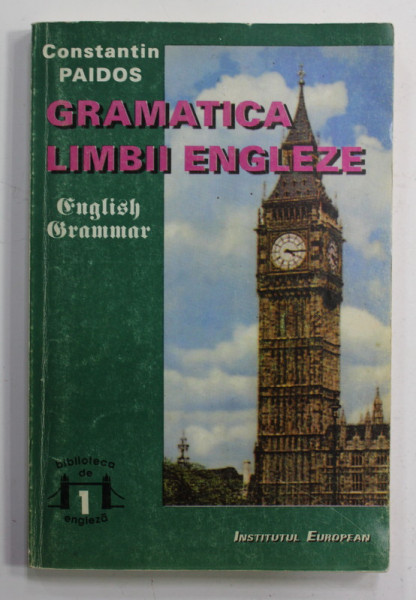 Constantin
PAIDOS
GRAMATICA
LIMBII ENGLEZE
English
Grammar
biblioteca
de
1
engleză
INSTITUTUL EUROPEAN